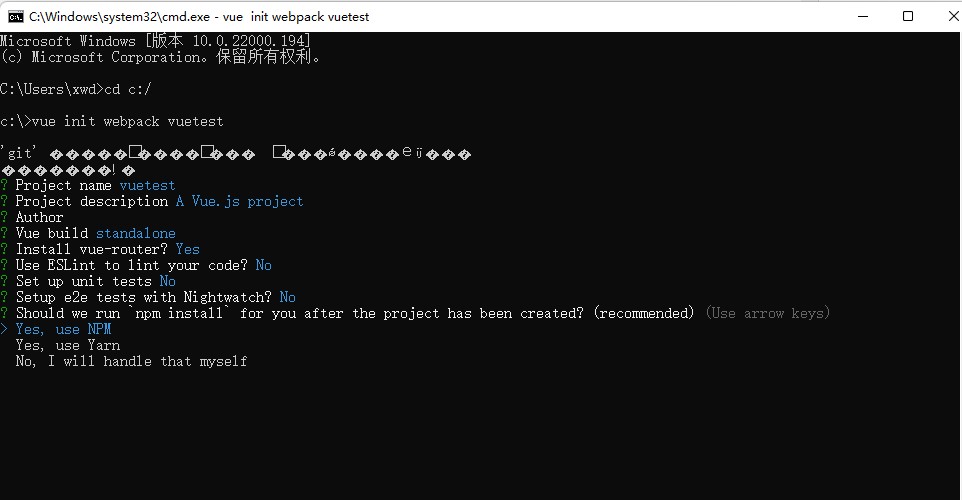 C:\Windows\system32\cmd.exe - vue  init webpack vuetest
Microsoft Windows [版本 10.0.22000.194]
(c) Microsoft Corporation。保留所有权利。
C:\Users\xwd>cd c:/
c:\>vue init webpack vuetest
'git'
? Project name vuetest
? Project description A Vue.js project
? Author
? Vue build standalone
? Install vue-router? Yes
? Use ESLint to lint your code? No
? Set up unit tests No
? Setup e2e tests with Nightwatch? No
? Should we run `npm install` for you after the project has been created? (recommended) (Use arrow keys)
> Yes, use NPM
Yes, use Yarn
No, I will handle that myself